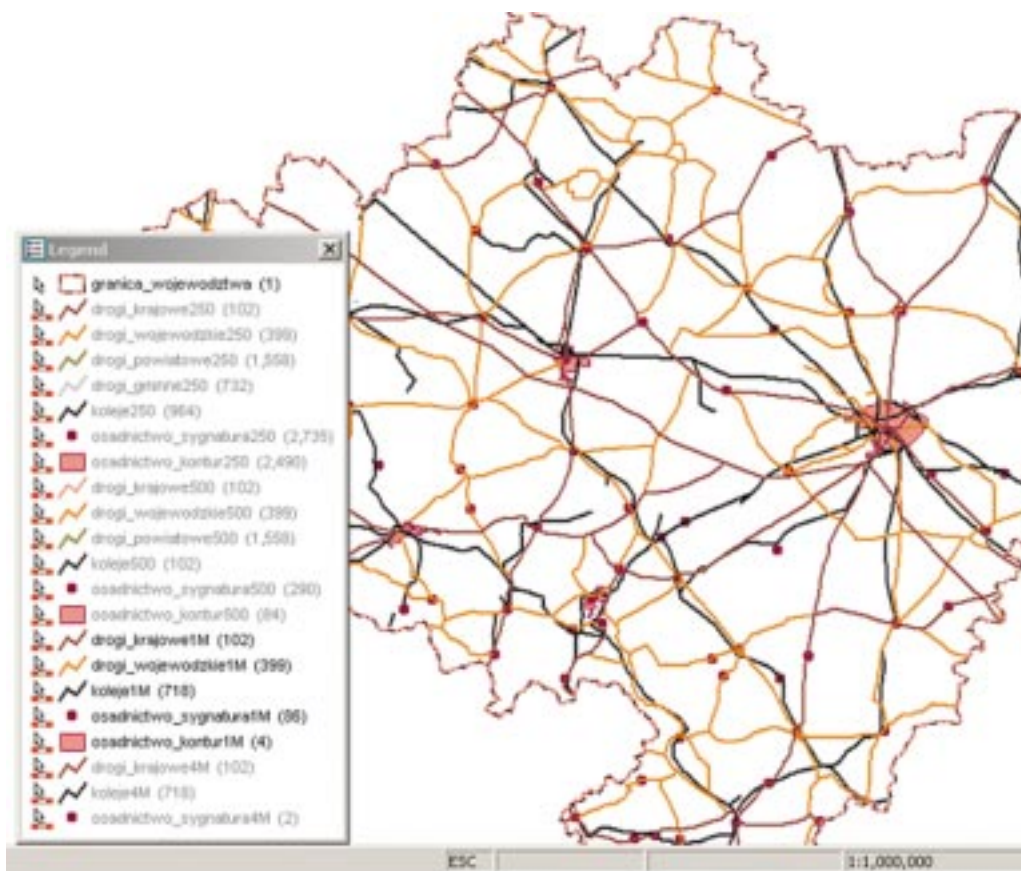 Legend
granica_wojewodztwa (1)
drogi_krajowe250 (102)
drogi_wojewodzkie250 (399)
drogi_powiatowe250 (1,558)
drogi_gminne250 (732)
koleje250 (984)
osadnictwo_sygnatura250 (2,735)
osadnictwo_kontur250 (2,490)
drogi_krajowe500 (102)
drogi_wojewodzkie500 (399)
drogi_powiatowe500 (1,558)
koleje500 (102)
osadnictwo_sygnatura500 (290)
osadnictwo_kontur500 (84)
drogi_krajowe1M (102)
drogi_wojewodzkie1M (399)
koleje1M (718)
osadnictwo_sygnatura1M (86)
osadnictwo_kontur1M (4)
drogi_krajowe4M (102)
koleje4M (718)
osadnictwo_sygnatura4M (2)
ESC 1:1,000,000